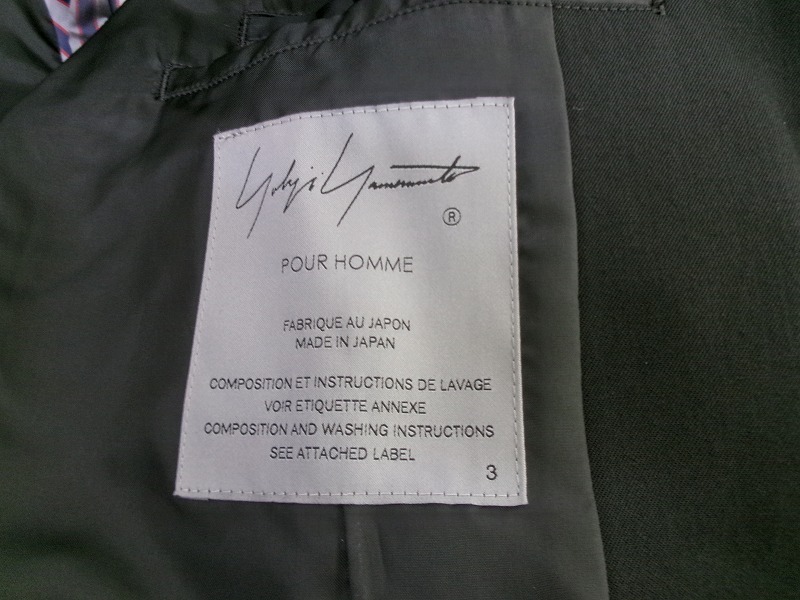 Yohji Yamamoto
®
POUR HOMME
FABRIQUE AU JAPON
MADE IN JAPAN
COMPOSITION ET INSTRUCTIONS DE LAVAGE
VOIR ETIQUETTE ANNEXE
COMPOSITION AND WASHING INSTRUCTIONS
SEE ATTACHED LABEL
3